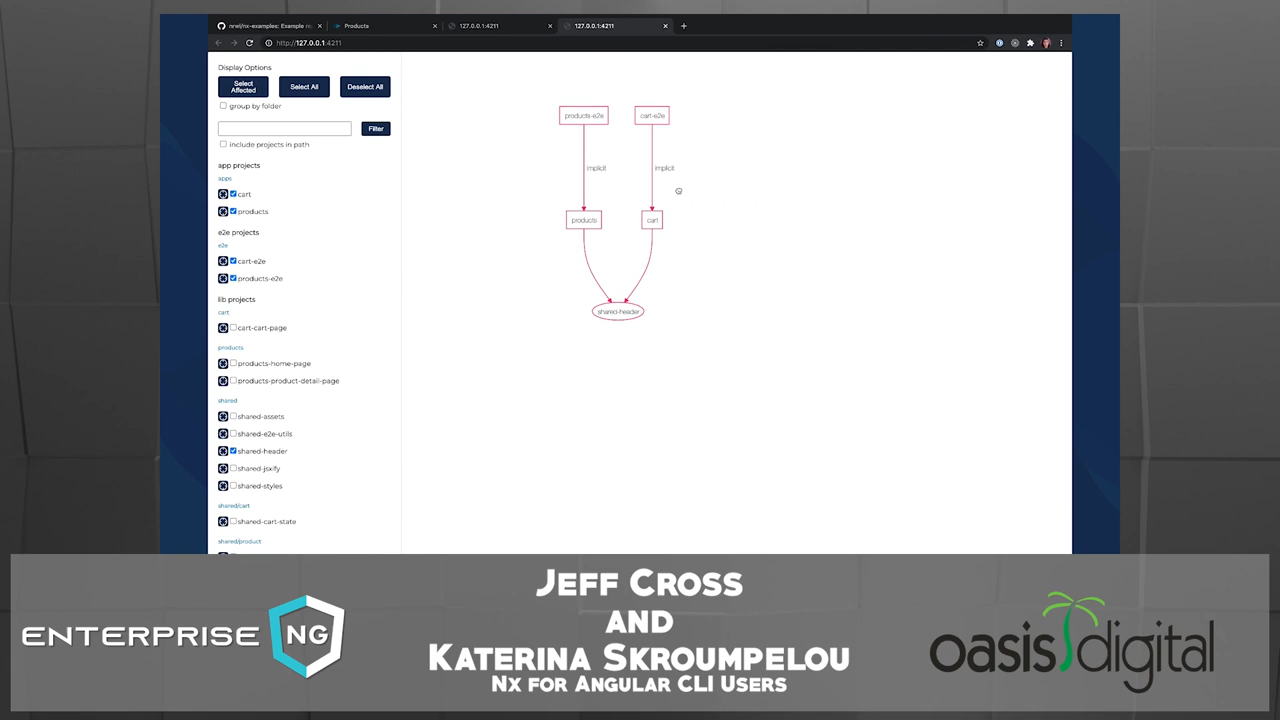 nrwl/nx-examples: Example re
Products
127.0.0.1:4211
127.0.0.1:4211
http://127.0.0.1:4211
Display Options
Select Affected
Select All
Deselect All
group by folder
Filter
include projects in path
app projects
apps
cart
products
e2e projects
e2e
cart-e2e
products-e2e
lib projects
cart
cart-cart-page
products
products-home-page
products-product-detail-page
shared
shared-assets
shared-e2e-utils
shared-header
shared-jsxify
shared-styles
shared/cart
shared-cart-state
shared/product
products-e2e
cart-e2e
implicit
implicit
products
cart
shared-header
ENTERPRISE NG
Jeff Cross
and
Katerina Skroumpelou
Nx for Angular CLI Users
oasis digital